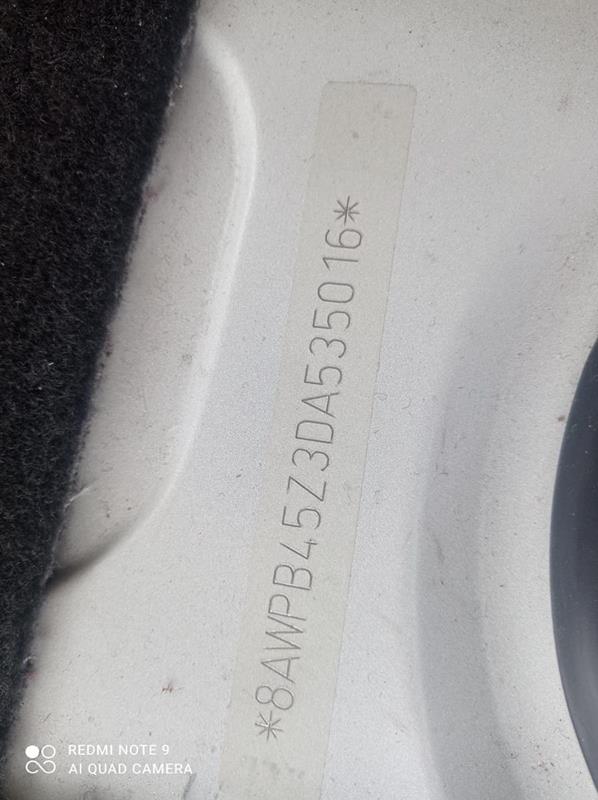 *8AWPB45Z3DA535016*
REDMI NOTE 9
AI QUAD CAMERA